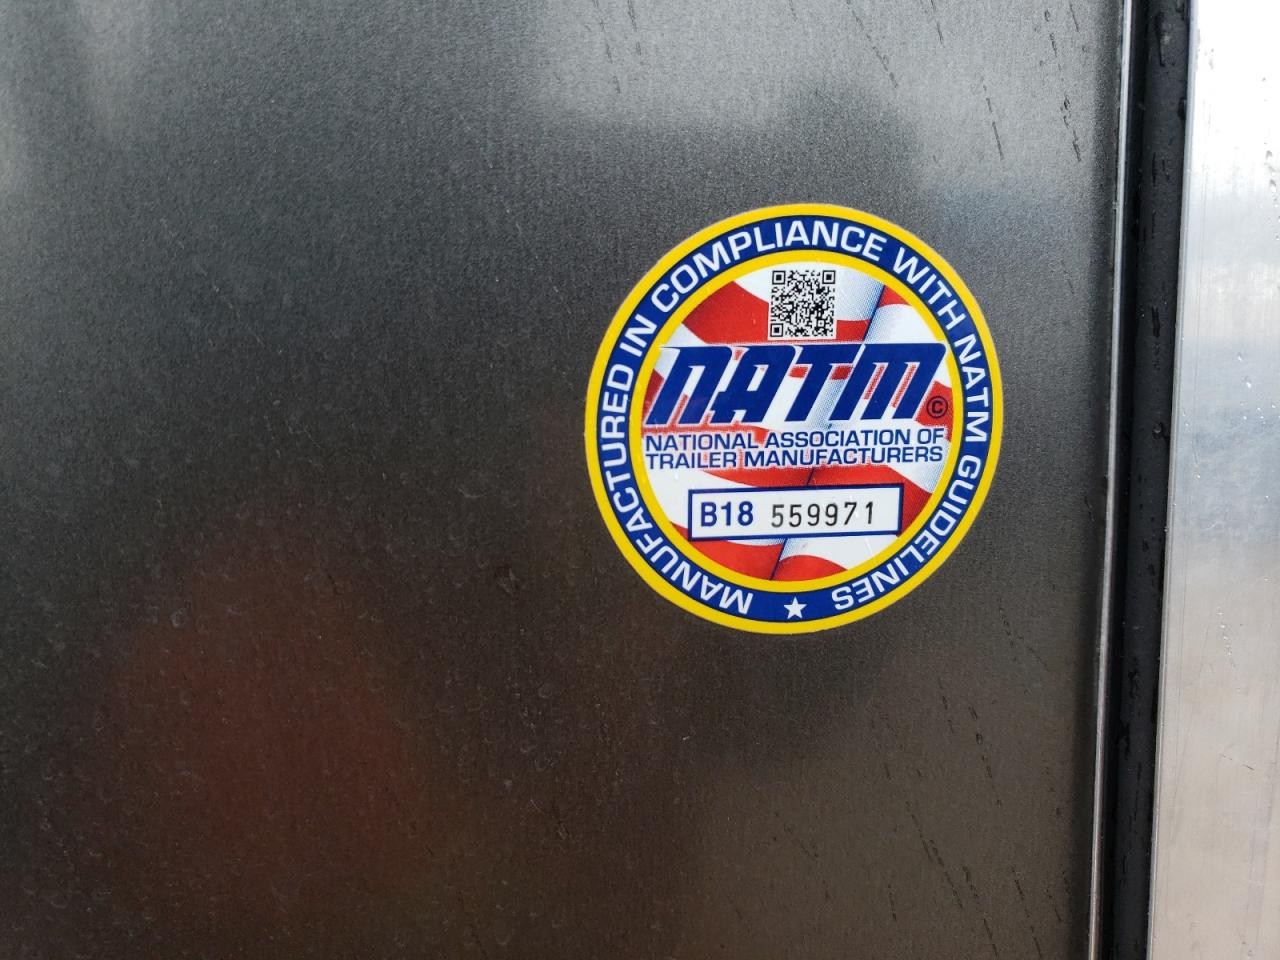 MANUFACTURED IN COMPLIANCE WITH NATM GUIDELINES
NATM ©
NATIONAL ASSOCIATION OF
TRAILER MANUFACTURERS
B18 559971